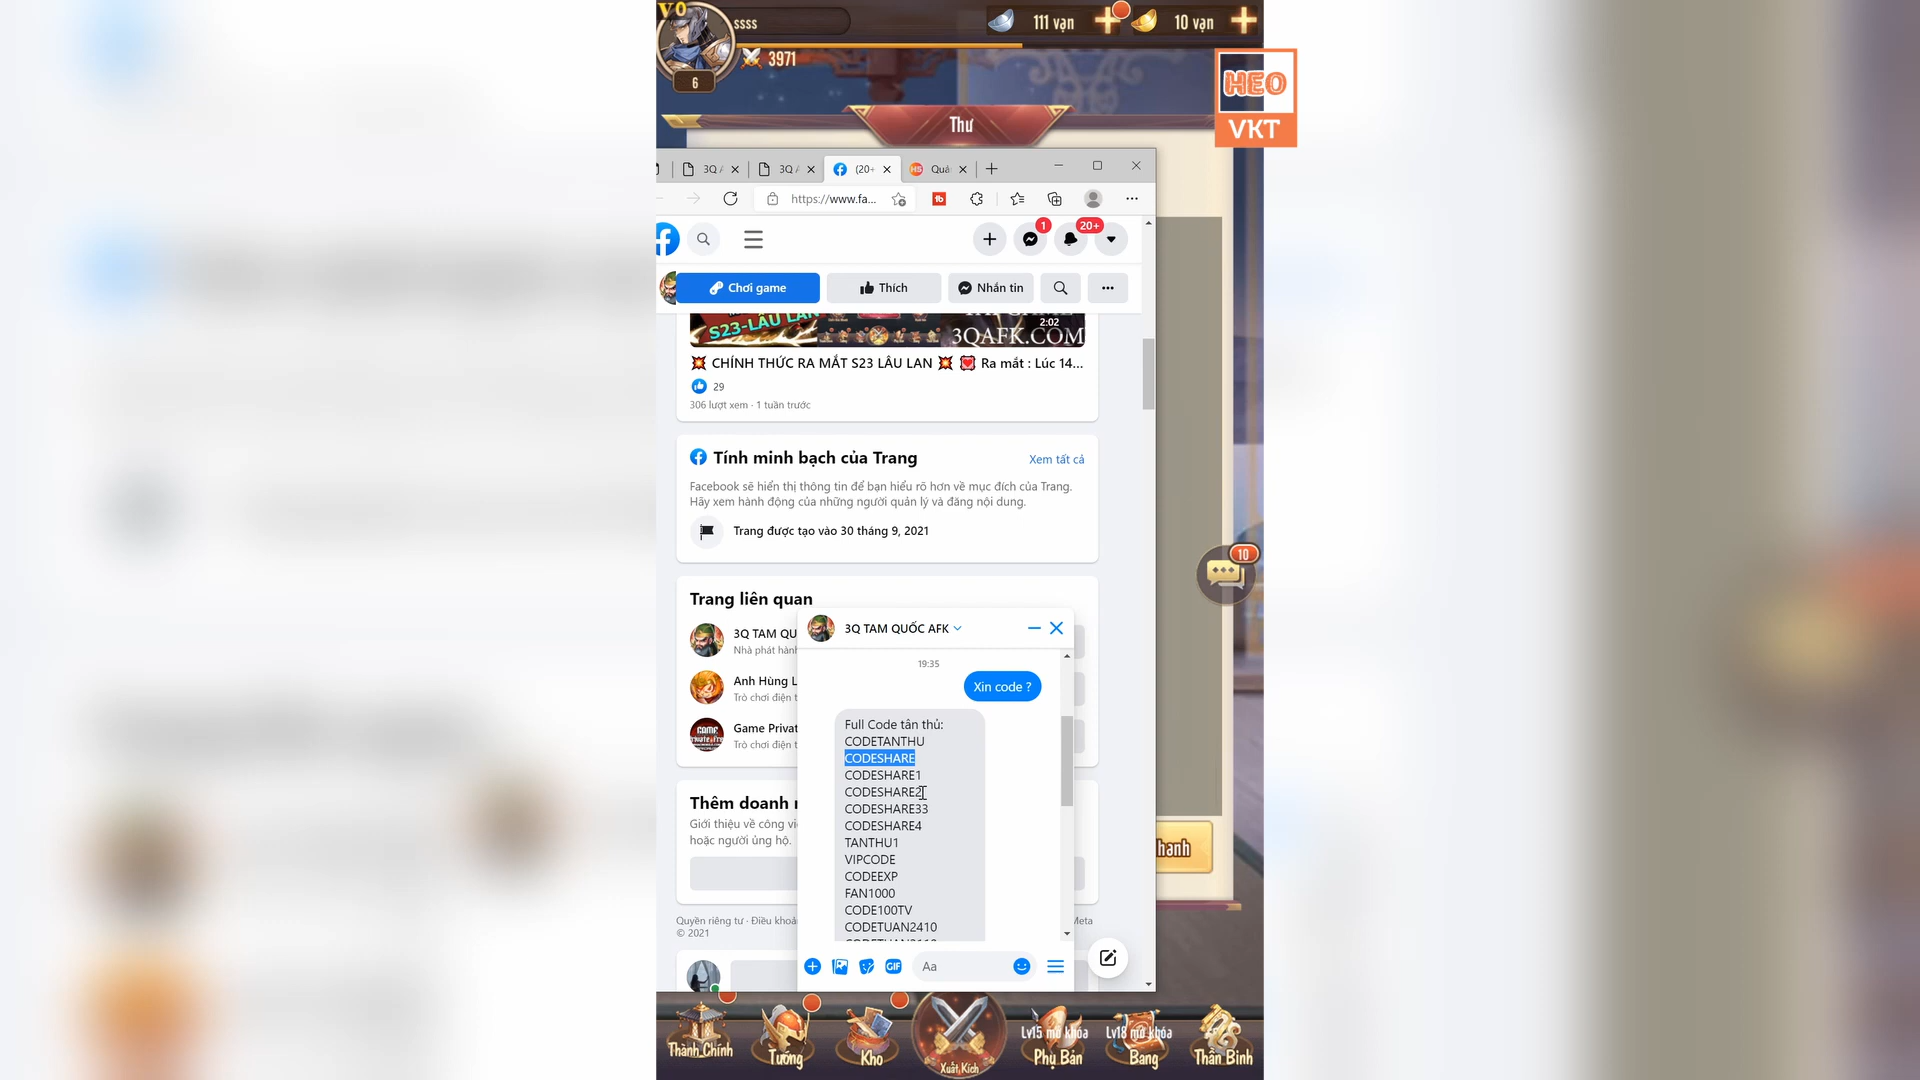 V0
ssss
111 vạn
10 vạn
3971
6
HEO
VKT
Thư
3Q
3Q
(20+
Quà
https://www.fa...
1
20+
Chơi game
Thích
Nhắn tin
S23-LÂU LAN
2:02
3QAFK.COM
CHÍNH THỨC RA MẮT S23 LÂU LAN Ra mắt : Lúc 14...
29
306 lượt xem · 1 tuần trước
Tính minh bạch của Trang
Xem tất cả
Facebook sẽ hiển thị thông tin để bạn hiểu rõ hơn về mục đích của Trang.
Hãy xem hành động của những người quản lý và đăng nội dung.
Trang được tạo vào 30 tháng 9, 2021
10
Trang liên quan
3Q TAM QU
Nhà phát hành
Anh Hùng L
Trò chơi điện t
Game Privat
Trò chơi điện t
3Q TAM QUỐC AFK
19:35
Xin code ?
Full Code tân thủ:
CODETANTHU
CODESHARE
CODESHARE1
CODESHARE2
CODESHARE33
CODESHARE4
TANTHU1
VIPCODE
CODEEXP
FAN1000
CODE100TV
CODETUAN2410
Thêm doanh n
Giới thiệu về công vi
hoặc người ủng hộ.
hanh
Quyền riêng tư · Điều khoả
Meta
© 2021
GIF
Aa
Thành Chính
Tướng
Kho
Xuất Kích
Lv15 mở khóa
Phụ Bản
Lv18 mở khóa
Bang
Thần Binh